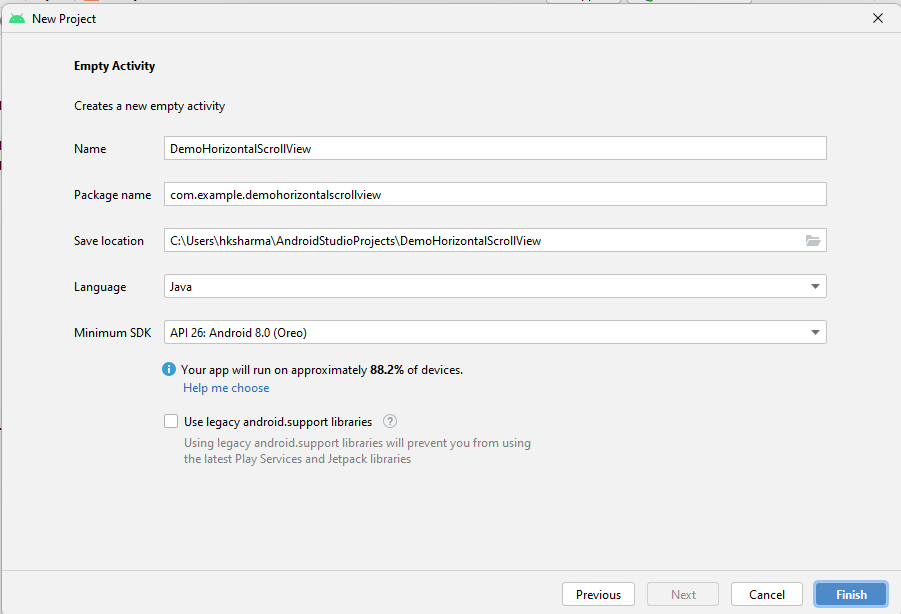 New Project
Empty Activity
Creates a new empty activity
Name DemoHorizontalScrollView
Package name com.example.demohorizontalscrollview
Save location C:\Users\hksharma\AndroidStudioProjects\DemoHorizontalScrollView
Language Java
Minimum SDK API 26: Android 8.0 (Oreo)
i Your app will run on approximately 88.2% of devices.
Help me choose
Use legacy android.support libraries ?
Using legacy android.support libraries will prevent you from using
the latest Play Services and Jetpack libraries
Previous Next Cancel Finish